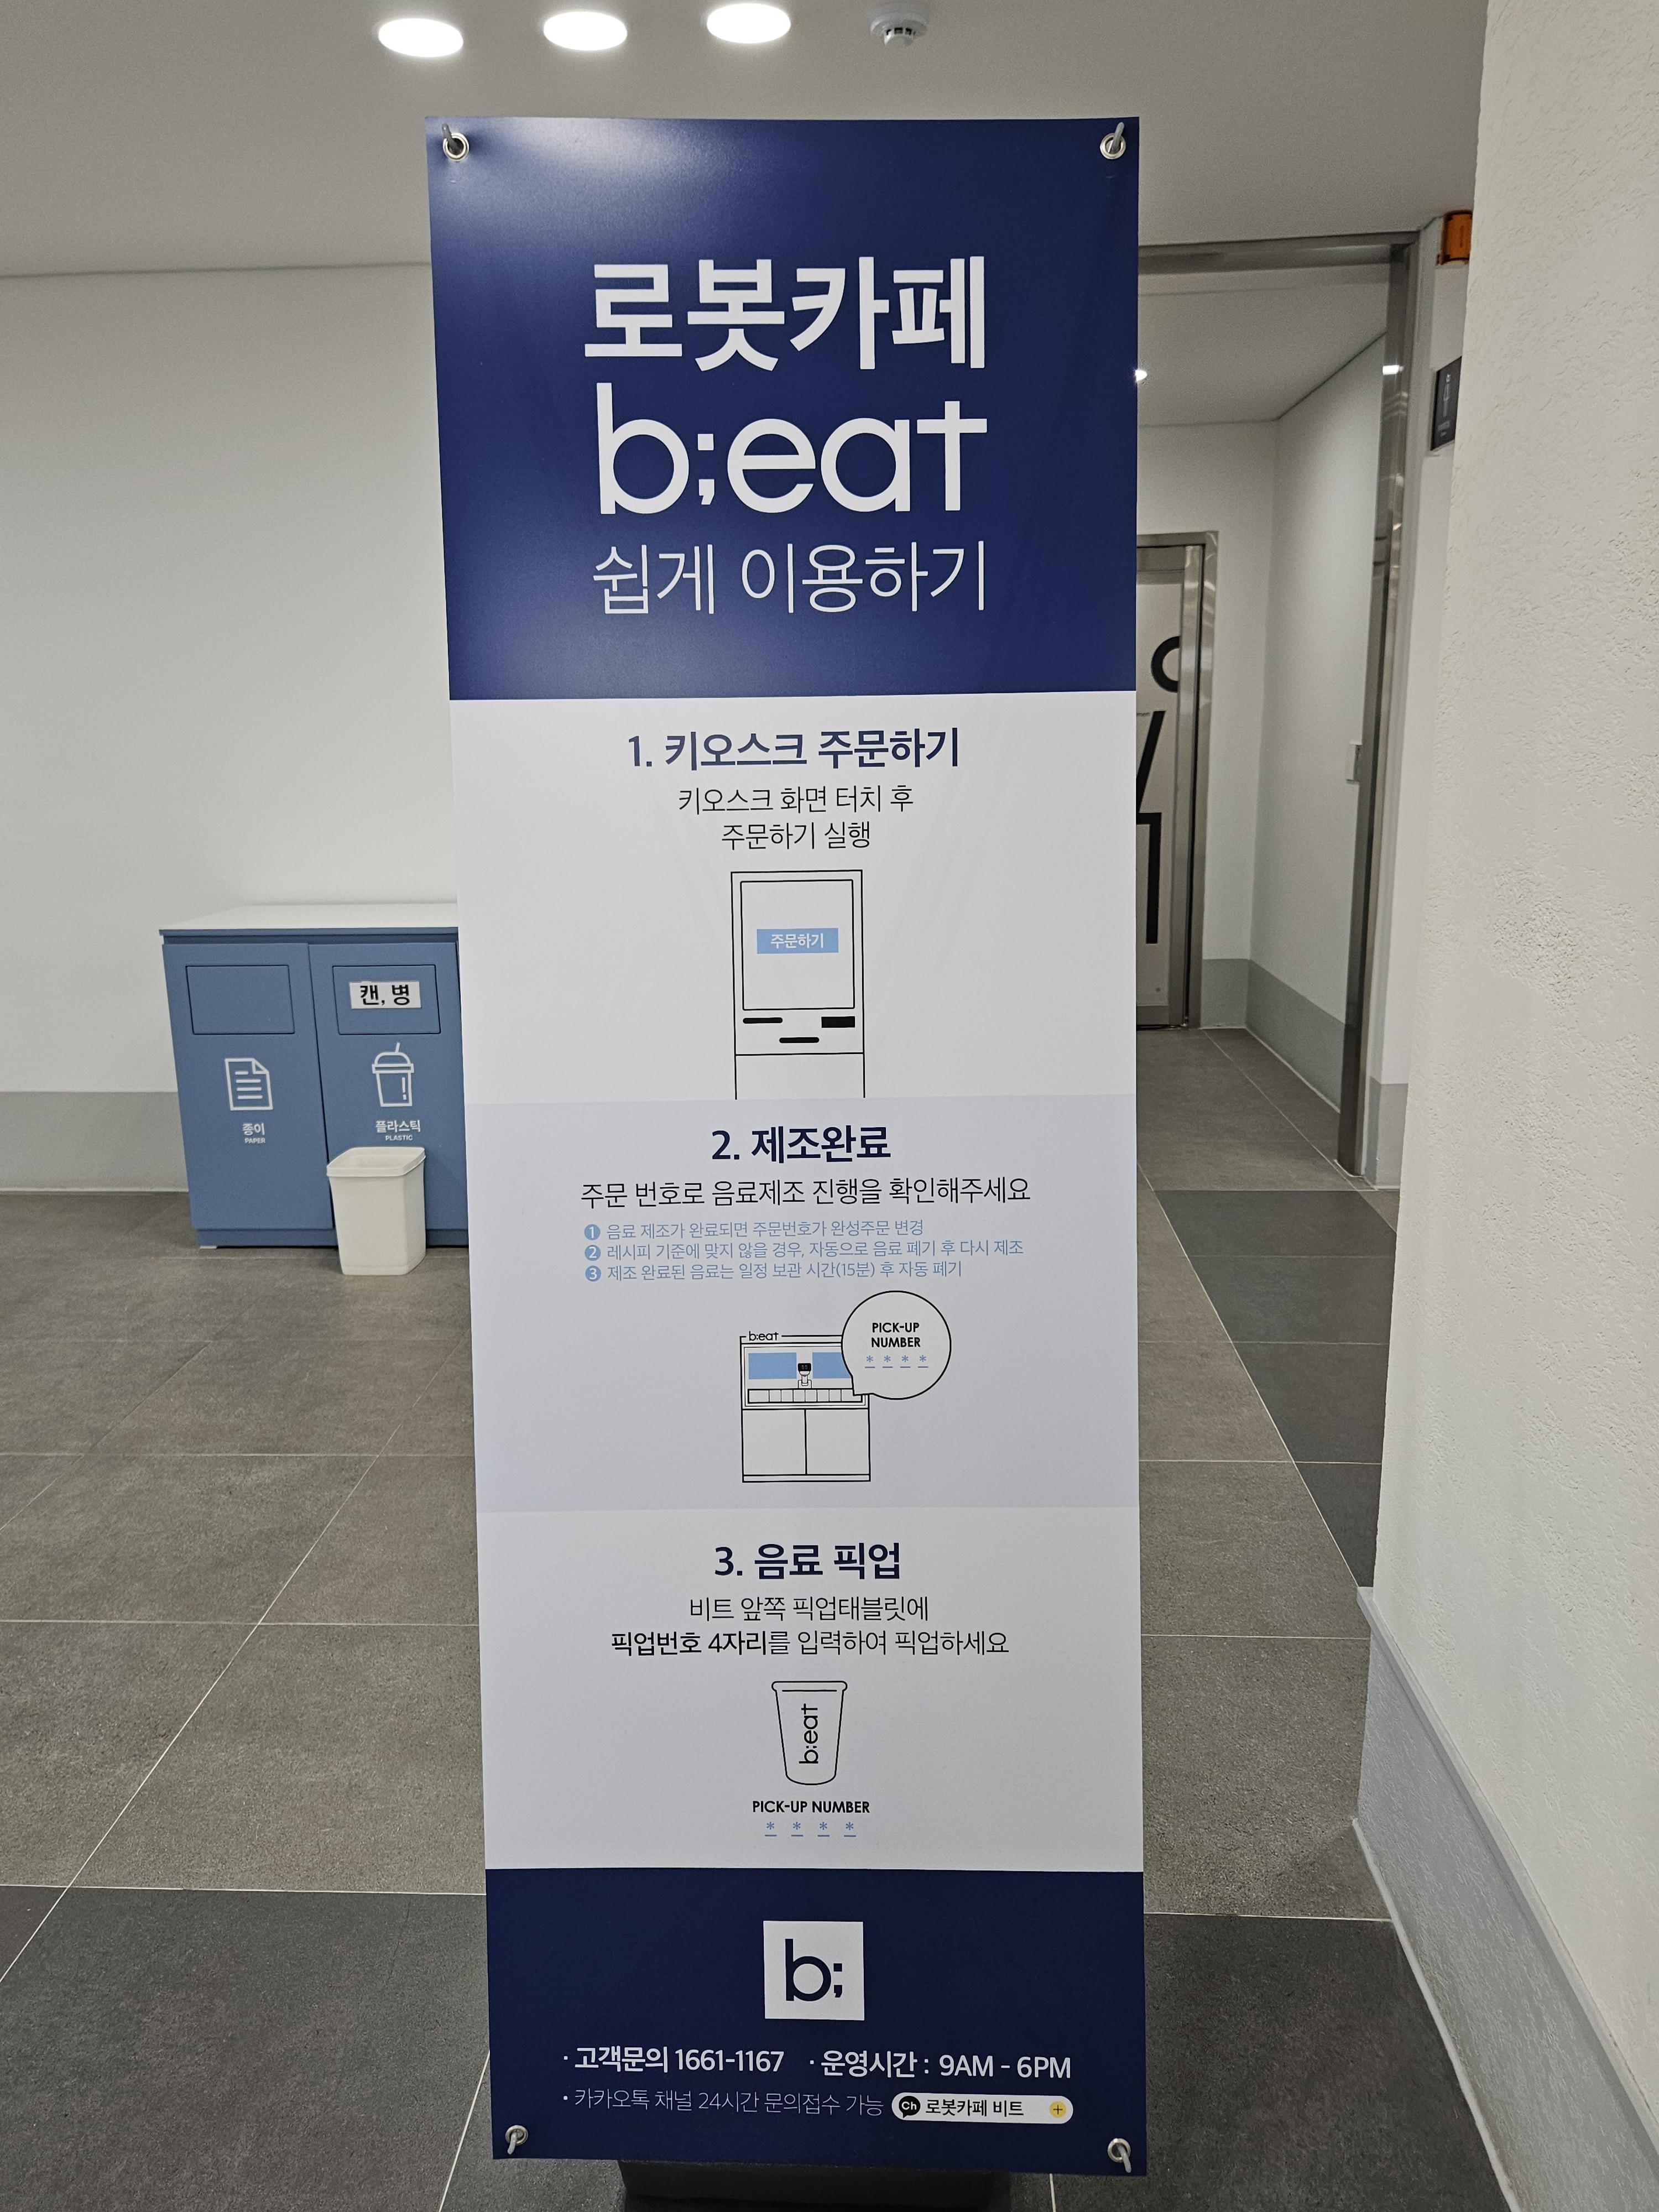 로봇카페
b;eat
쉽게 이용하기
1. 키오스크 주문하기
키오스크 화면 터치 후
주문하기 실행
주문하기
2. 제조완료
주문 번호로 음료제조 진행을 확인해주세요
1 음료 제조가 완료되면 주문번호가 완성주문 변경
2 레시피 기준에 맞지 않을 경우, 자동으로 음료 폐기 후 다시 제조
3 제조 완료된 음료는 일정 보관 시간(15분) 후 자동 폐기
b;eat
PICK-UP
NUMBER
* * * *
3. 음료 픽업
비트 앞쪽 픽업태블릿에
픽업번호 4자리를 입력하여 픽업하세요
b;eat
PICK-UP NUMBER
* * * *
b;
· 고객문의 1661-1167 · 운영시간 : 9AM - 6PM
• 카카오톡 채널 24시간 문의접수 가능 Ch 로봇카페 비트 +
캔, 병
종이
PAPER
플라스틱
PLASTIC